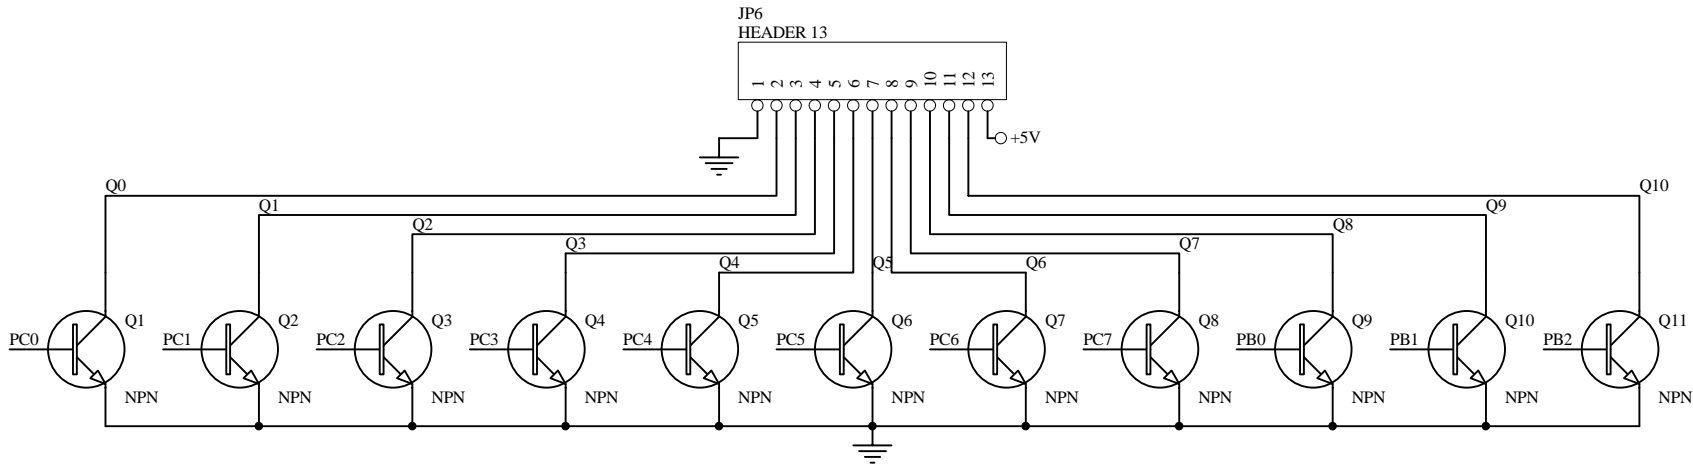 JP6
HEADER 13
1 2 3 4 5 6 7 8 9 10 11 12 13
+5V
Q0 Q10
Q1 Q9
Q2 Q8
Q3 Q7
Q4 Q5 Q6
Q1 Q2 Q3 Q4 Q5 Q6 Q7 Q8 Q9 Q10 Q11
PC0 PC1 PC2 PC3 PC4 PC5 PC6 PC7 PB0 PB1 PB2
NPN NPN NPN NPN NPN NPN NPN NPN NPN NPN NPN